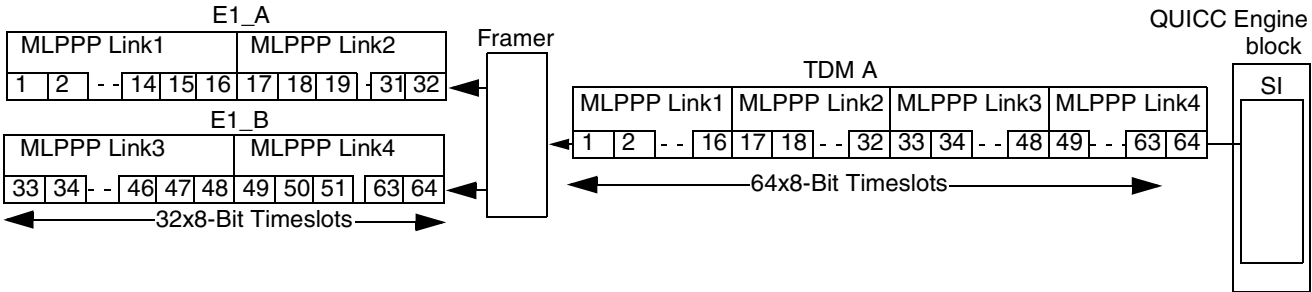 E1_A
MLPPP Link1 MLPPP Link2
1 2 - - 14 15 16 17 18 19 - 31 32
E1_B
MLPPP Link3 MLPPP Link4
33 34 - - 46 47 48 49 50 51 63 64
32x8-Bit Timeslots
Framer
TDM A
MLPPP Link1 MLPPP Link2 MLPPP Link3 MLPPP Link4
1 2 - - 16 17 18 - - 32 33 34 - - 48 49 - - 63 64
64x8-Bit Timeslots
QUICC Engine
block
SI